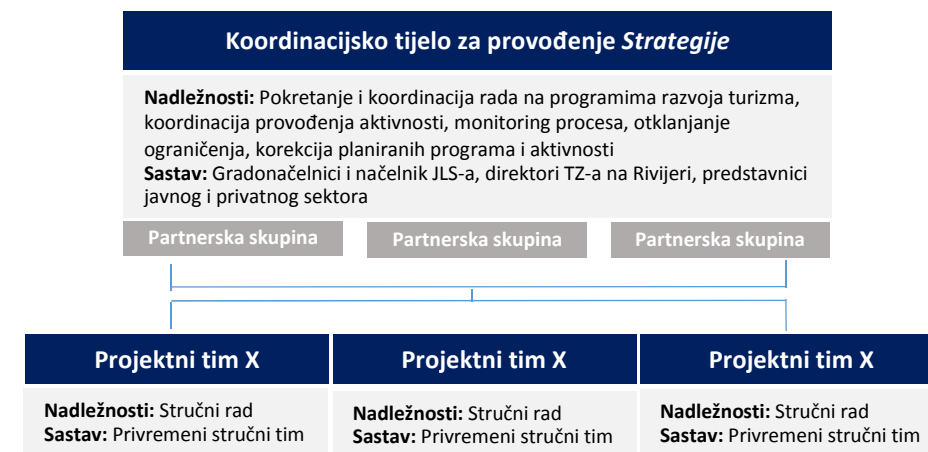 Koordinacijsko tijelo za provođenje Strategije
Nadležnosti: Pokretanje i koordinacija rada na programima razvoja turizma,
koordinacija provođenja aktivnosti, monitoring procesa, otklanjanje
ograničenja, korekcija planiranih programa i aktivnosti
Sastav: Gradonačelnici i načelnik JLS-a, direktori TZ-a na Rivijeri, predstavnici
javnog i privatnog sektora
Partnerska skupina
Partnerska skupina
Partnerska skupina
Projektni tim X
Projektni tim X
Projektni tim X
Nadležnosti: Stručni rad
Sastav: Privremeni stručni tim
Nadležnosti: Stručni rad
Sastav: Privremeni stručni tim
Nadležnosti: Stručni rad
Sastav: Privremeni stručni tim